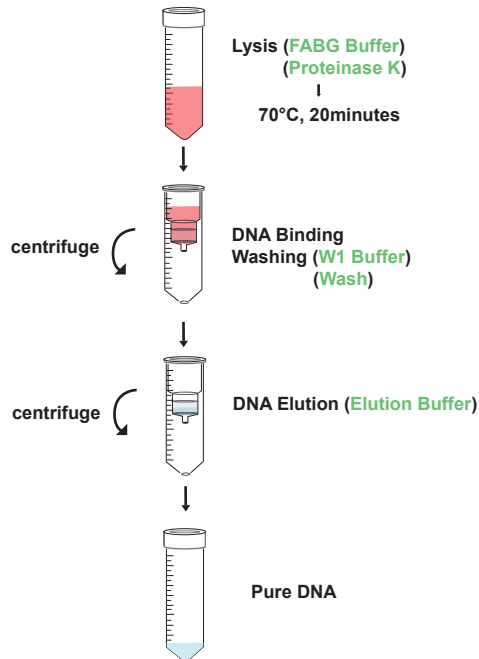 Lysis (FABG Buffer)
(Proteinase K)
70°C, 20minutes
centrifuge
DNA Binding
Washing (W1 Buffer)
(Wash)
centrifuge
DNA Elution (Elution Buffer)
Pure DNA